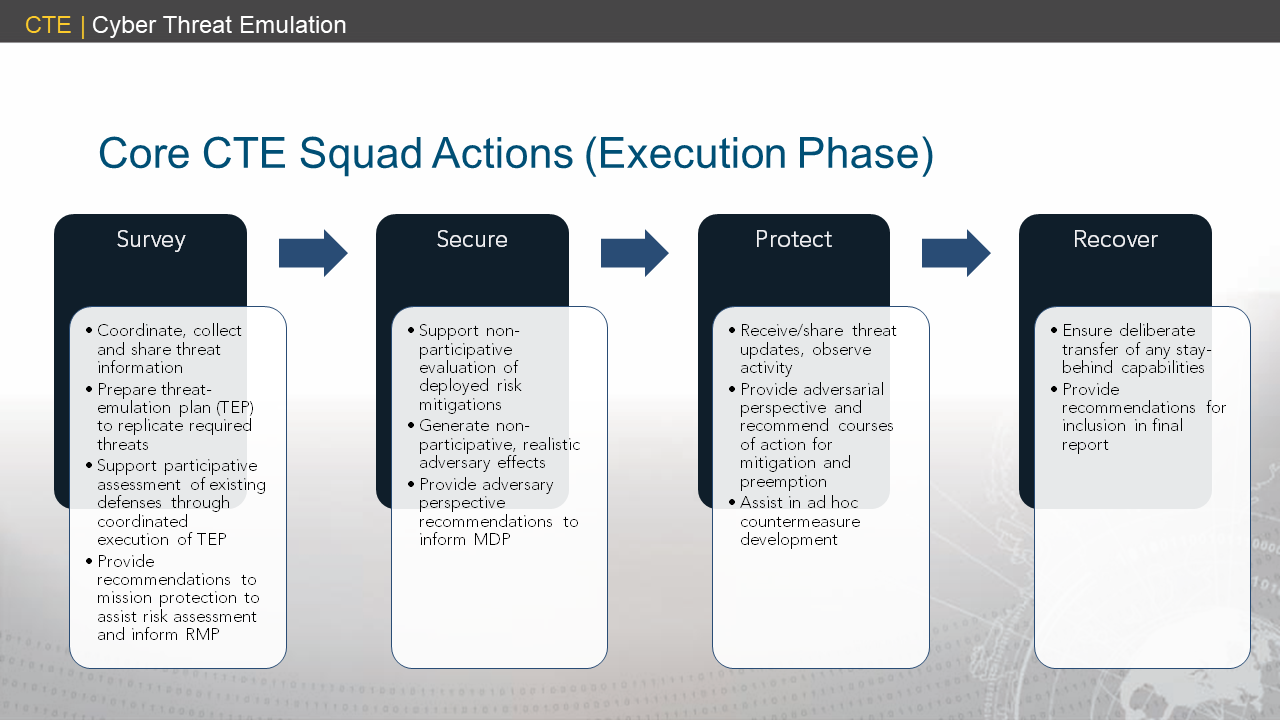 CTE | Cyber Threat Emulation
Core CTE Squad Actions (Execution Phase)
Survey
• Coordinate, collect
and share threat
information
• Prepare threat-
emulation plan (TEP)
to replicate required
threats
• Support participative
assessment of existing
defenses through
coordinated
execution of TEP
• Provide
recommendations to
mission protection to
assist risk assessment
and inform RMP
Secure
• Support non-
participative
evaluation of
deployed risk
mitigations
• Generate non-
participative, realistic
adversary effects
• Provide adversary
perspective
recommendations to
inform MDP
Protect
• Receive/share threat
updates, observe
activity
• Provide adversarial
perspective and
recommend courses
of action for
mitigation and
preemption
• Assist in ad hoc
countermeasure
development
Recover
• Ensure deliberate
transfer of any stay-
behind capabilities
• Provide
recommendations for
inclusion in final
report